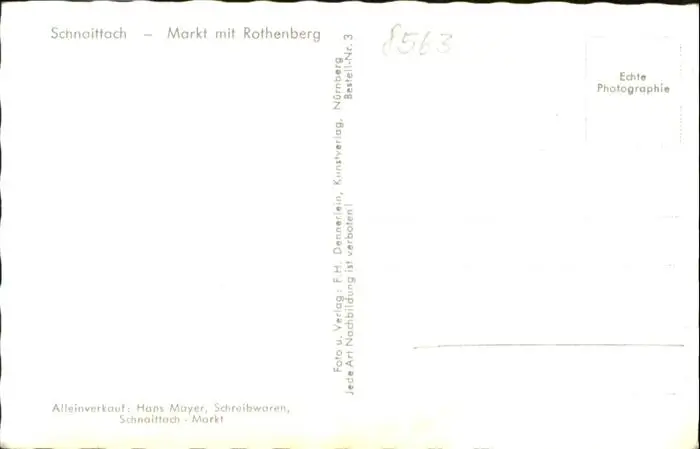 Schnaittach – Markt mit Rothenberg
8563
Echte
Photographie
Foto u. Verlag: F. H. Dennerlein, Kunstverlag, Nürnberg
Jede Art Nachbildung ist verboten! Bestell-Nr. 3
Alleinverkauf: Hans Mayer, Schreibwaren,
Schnaittach - Markt